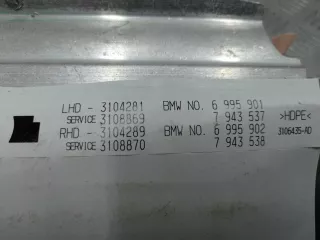 LHD - 3104281 BMW NO. 6 995 901
SERVICE 3108869 7 943 537 >HDPE<
RHD - 3104289 BMW NO. 6 995 902 3106435-AD
SERVICE 3108870 7 943 538